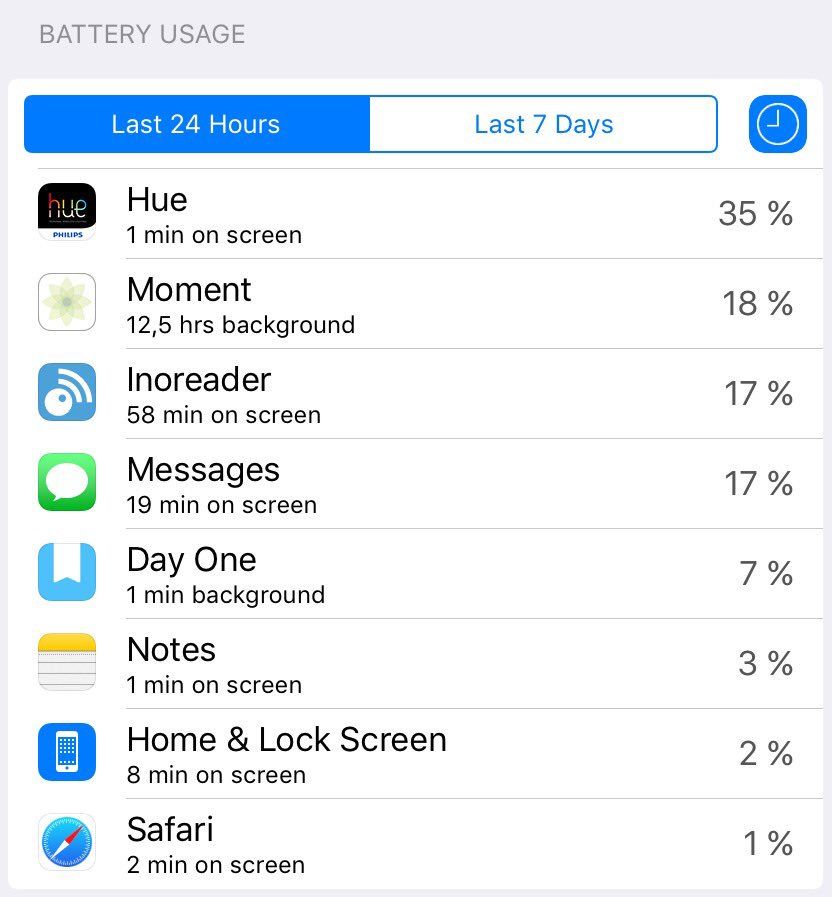 BATTERY USAGE
Last 24 Hours
Last 7 Days
hue
PHILIPS
Hue
35 %
1 min on screen
Moment
18 %
12,5 hrs background
Inoreader
17 %
58 min on screen
Messages
17 %
19 min on screen
Day One
7 %
1 min background
Notes
3 %
1 min on screen
Home & Lock Screen
2 %
8 min on screen
Safari
1 %
2 min on screen